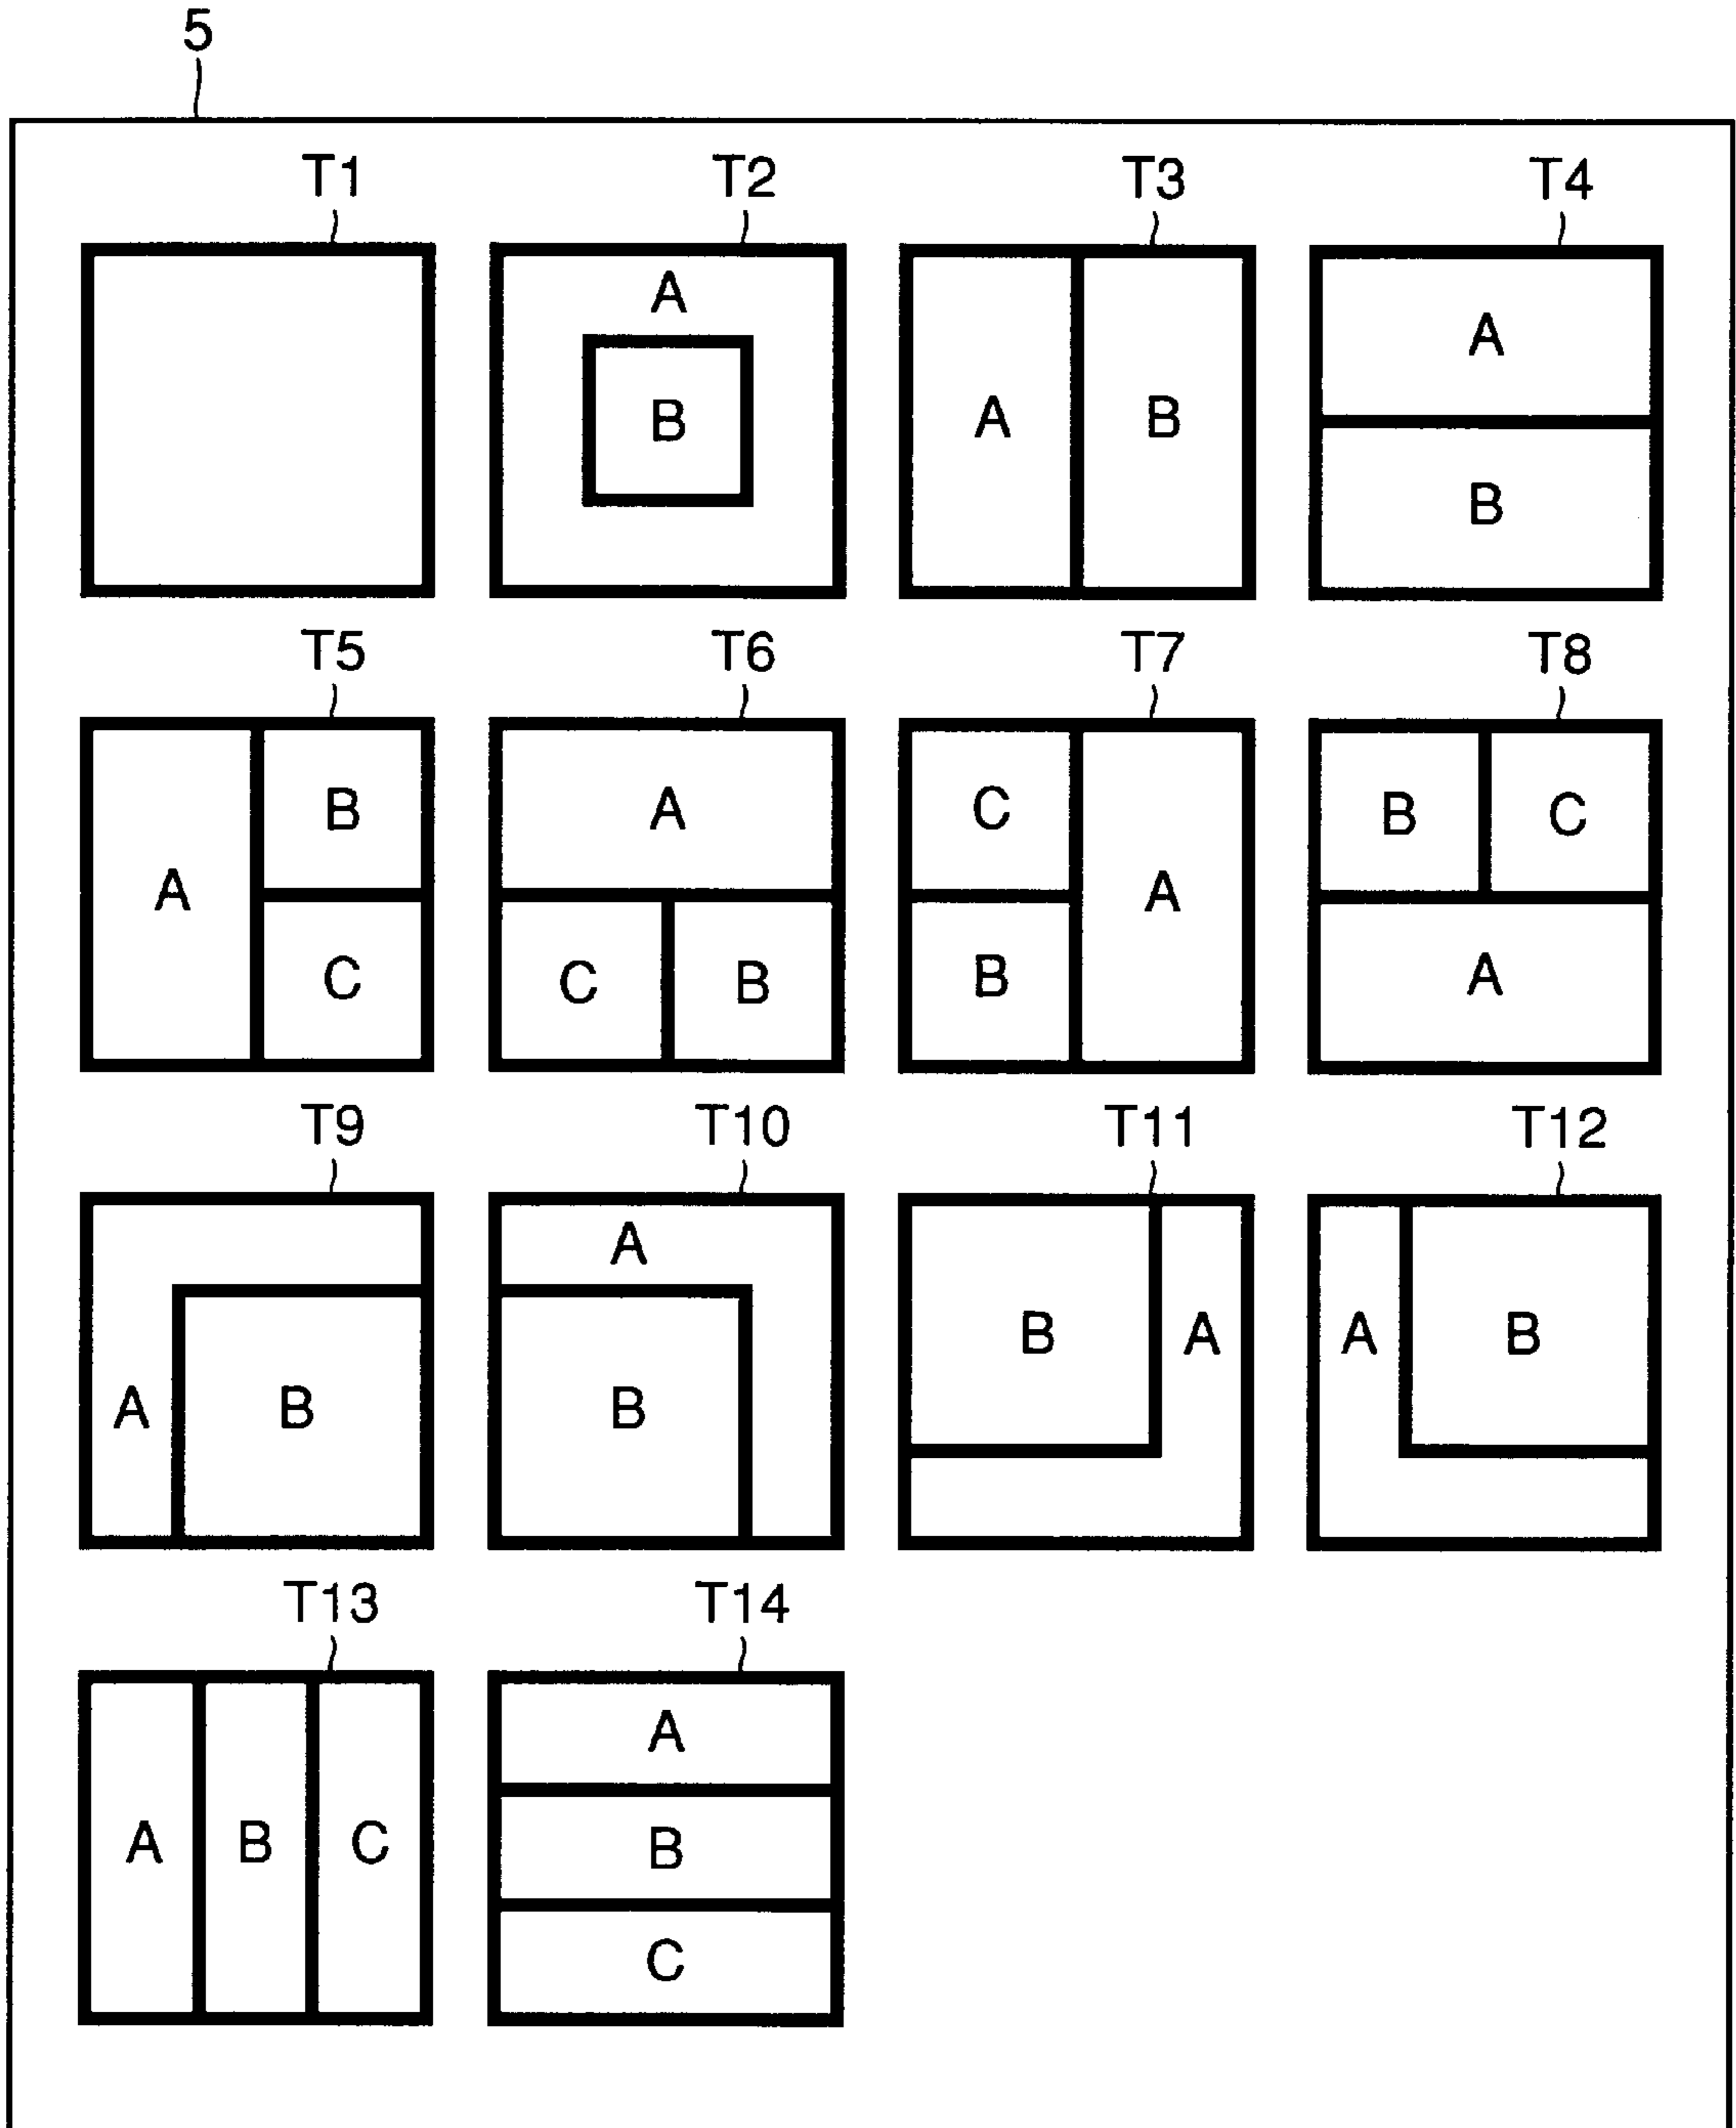 5
T1 T2 T3 T4
A
A
B A B
B
T5 T6 T7 T8
B A C B C
A A
C C B B A
T9 T10 T11 T12
A
B A A B
A B B
T13 T14
A
A B C B
C